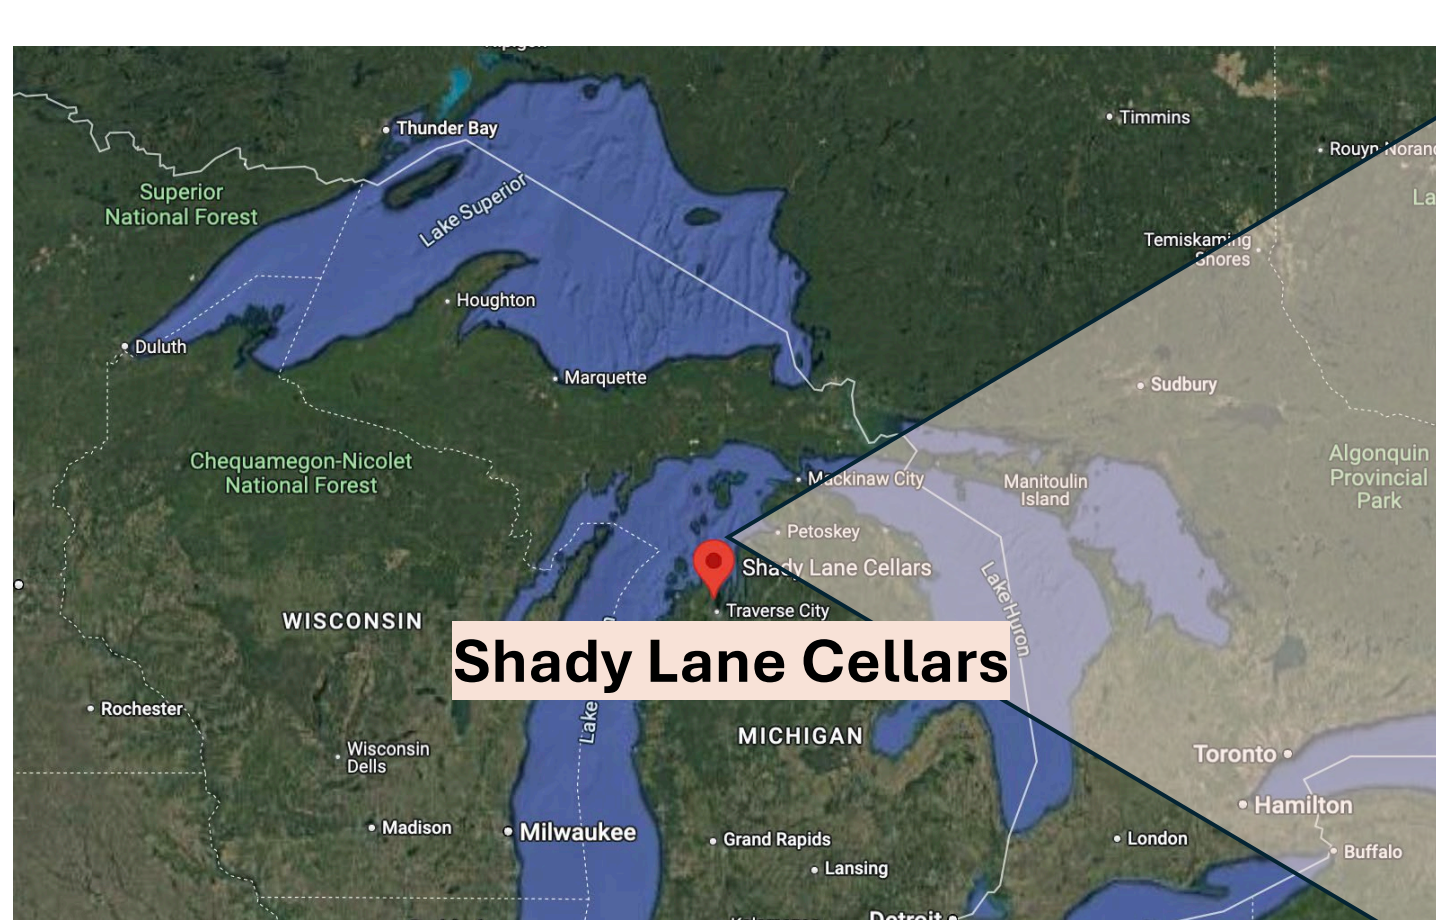 Thunder Bay
Timmins
Superior
National Forest
Lake Superior
Temiskaming
Shores
Houghton
Duluth
Marquette
Sudbury
Chequamegon-Nicolet
National Forest
Mackinaw City
Manitoulin
Island
Algonquin
Provincial
Park
Petoskey
Shady Lane Cellars
Lake Huron
Traverse City
WISCONSIN
Shady Lane Cellars
Rochester
Lake
MICHIGAN
Wisconsin
Dells
Toronto
Hamilton
Madison
Milwaukee
Grand Rapids
London
Buffalo
Lansing
Detroit